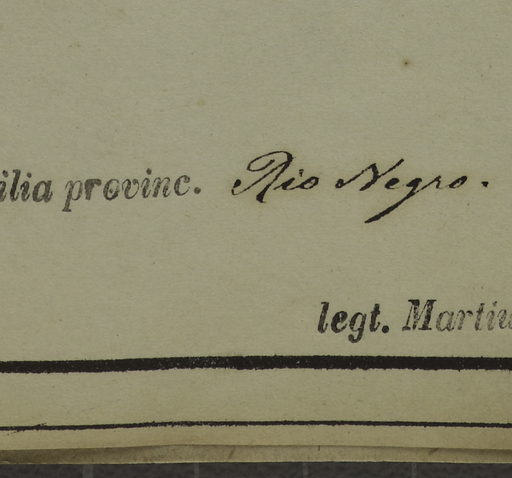 ilia provinc. Rio Negro.
legt. Martiu